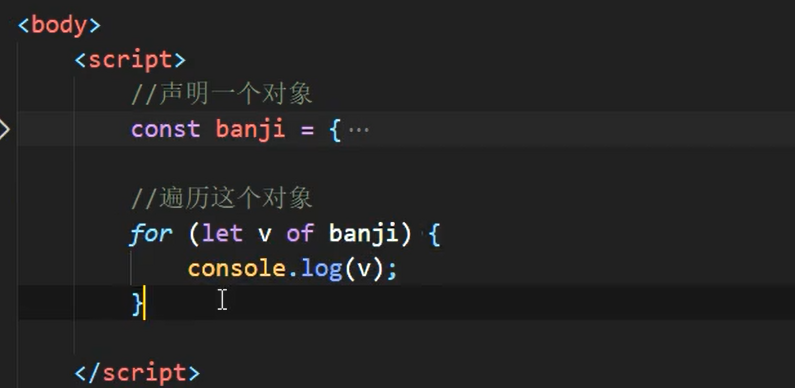 <body>
<script>
//声明一个对象
const banji = {···
//遍历这个对象
for (let v of banji) {
console.log(v);
}
</script>